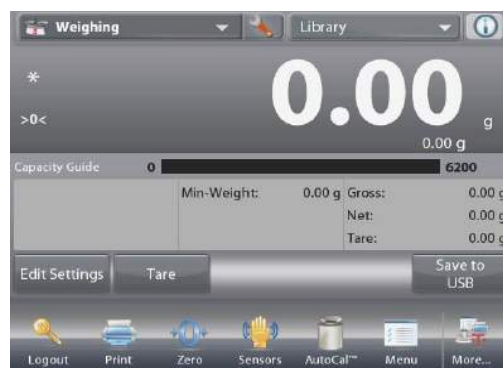 Weighing
Library
*
>0<
0.00 g
0.00 g
Capacity Guide 0 6200
Min-Weight: 0.00 g
Gross: 0.00 g
Net: 0.00 g
Tare: 0.00 g
Edit Settings
Tare
Save to
USB
Logout
Print
Zero
Sensors
AutoCal™
Menu
More...